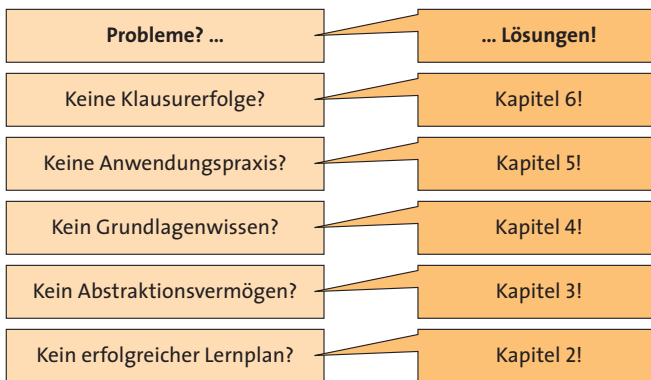 Probleme? ...
... Lösungen!
Keine Klausurerfolge?
Kapitel 6!
Keine Anwendungspraxis?
Kapitel 5!
Kein Grundlagenwissen?
Kapitel 4!
Kein Abstraktionsvermögen?
Kapitel 3!
Kein erfolgreicher Lernplan?
Kapitel 2!